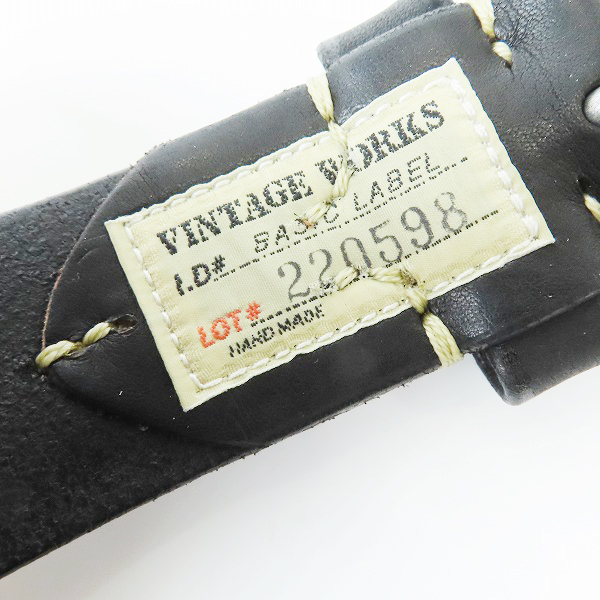 VINTAGE WORKS
I.D# BASIC LABEL
LOT# 220598
HAND MADE